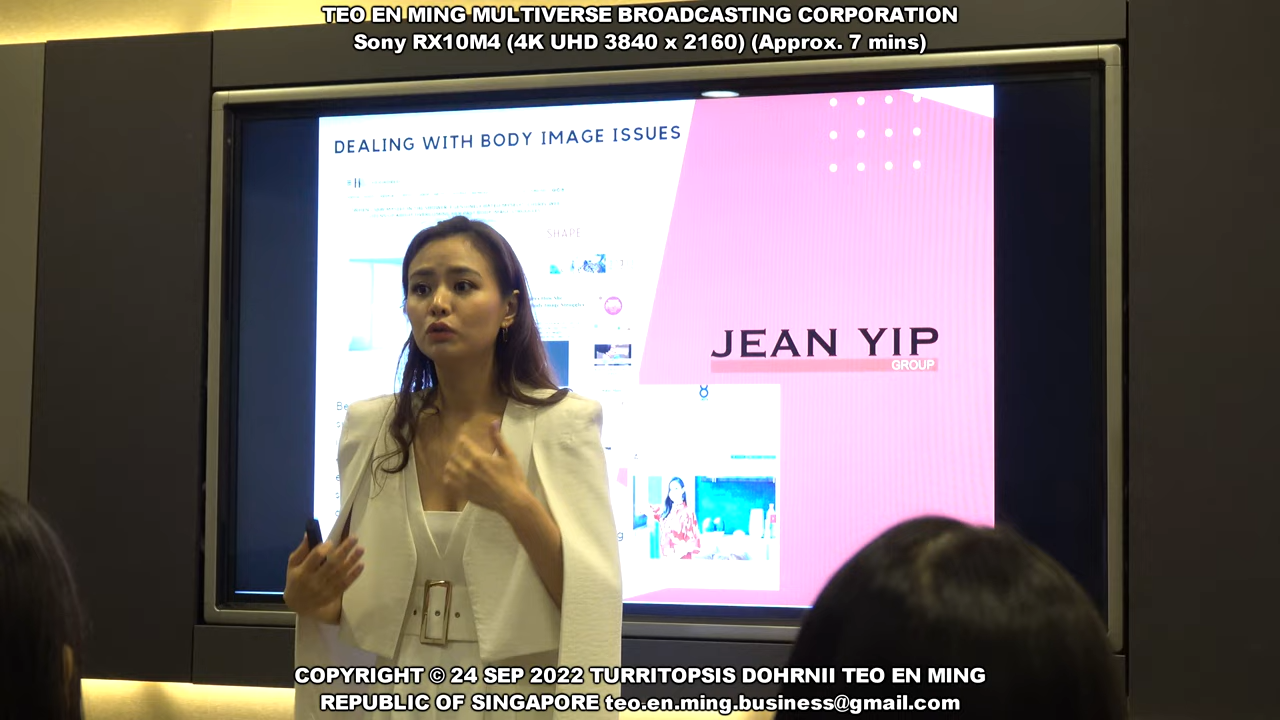 TEO EN MING MULTIVERSE BROADCASTING CORPORATION
Sony RX10M4 (4K UHD 3840 x 2160) (Approx. 7 mins)
DEALING WITH BODY IMAGE ISSUES
SHAPE
JEAN YIP
GROUP
COPYRIGHT © 24 SEP 2022 TURRITOPSIS DOHRNII TEO EN MING
REPUBLIC OF SINGAPORE teo.en.ming.business@gmail.com